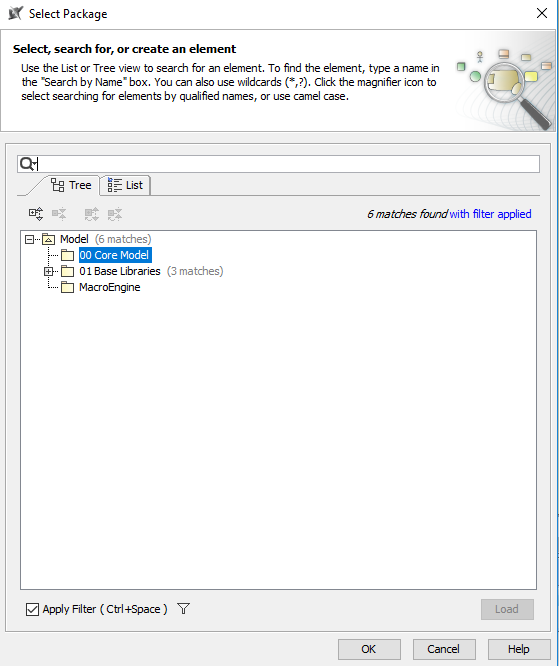 Select Package
Select, search for, or create an element
Use the List or Tree view to search for an element. To find the element, type a name in
the "Search by Name" box. You can also use wildcards (*,?). Click the magnifier icon to
select searching for elements by qualified names, or use camel case.
Tree List
6 matches found with filter applied
Model (6 matches)
00 Core Model
01 Base Libraries (3 matches)
MacroEngine
Apply Filter ( Ctrl+Space )
Load
OK Cancel Help